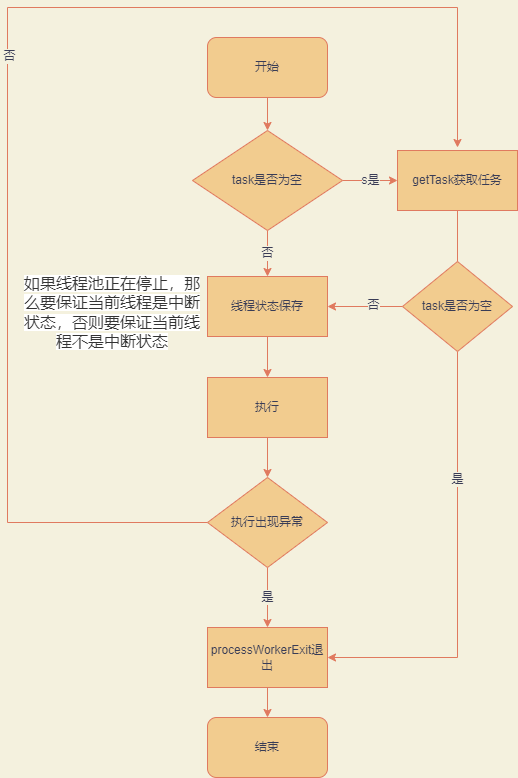 否
开始
task是否为空
s是
getTask获取任务
否
如果线程池正在停止，那
么要保证当前线程是中断
状态，否则要保证当前线
程不是中断状态
线程状态保存
否
task是否为空
执行
是
执行出现异常
是
processWorkerExit退
出
结束